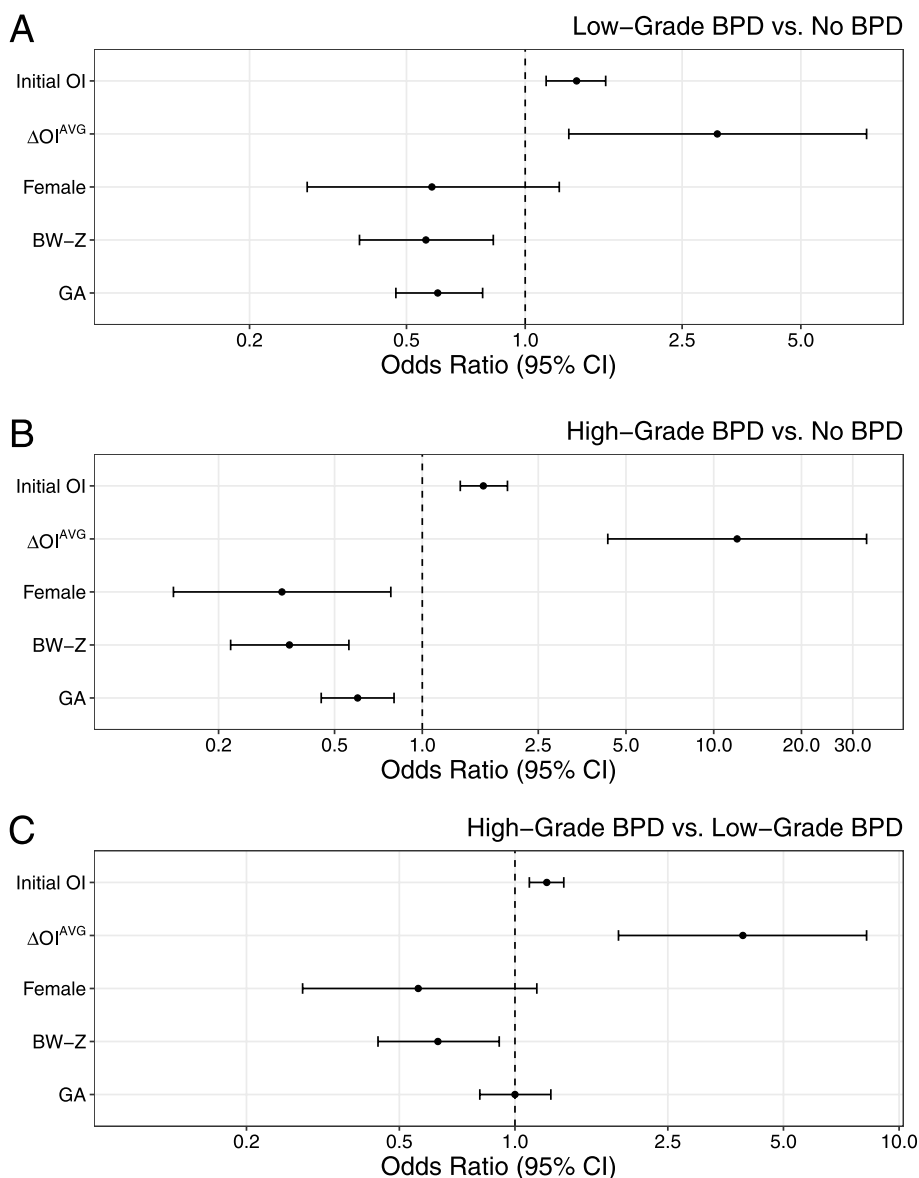 A
Low−Grade BPD vs. No BPD
Initial OI
ΔOI^AVG
Female
BW−Z
GA
0.2 0.5 1.0 2.5 5.0
Odds Ratio (95% CI)
B
High−Grade BPD vs. No BPD
Initial OI
ΔOI^AVG
Female
BW−Z
GA
0.2 0.5 1.0 2.5 5.0 10.0 20.0 30.0
Odds Ratio (95% CI)
C
High−Grade BPD vs. Low−Grade BPD
Initial OI
ΔOI^AVG
Female
BW−Z
GA
0.2 0.5 1.0 2.5 5.0 10.0
Odds Ratio (95% CI)